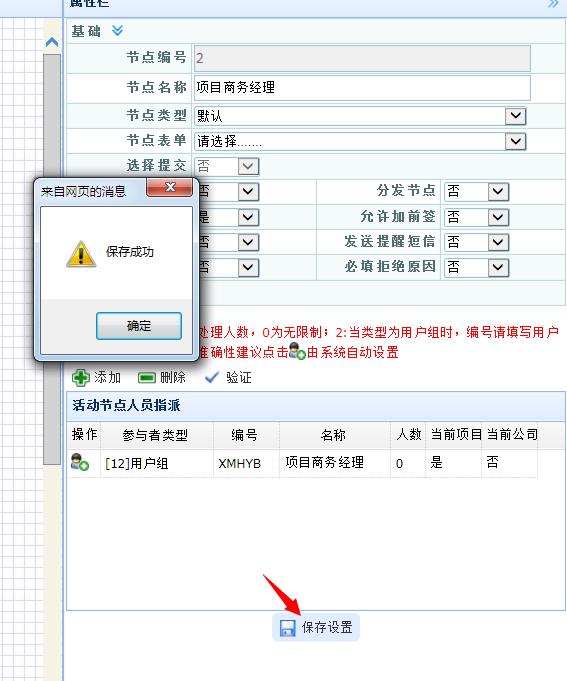 属性栏
基础
节点编号 2
节点名称 项目商务经理
节点类型 默认
节点表单 请选择.......
选择提交 否
否 分发节点 否
是 允许加前签 否
否 发送提醒短信 否
否 必填拒绝原因 否
来自网页的消息
保存成功
确定
处理人数，0为无限制；2:当类型为用户组时，编号请填写用户
准确性建议点击由系统自动设置
添加 删除 验证
活动节点人员指派
操作 参与者类型 编号 名称 人数 当前项目 当前公司
[12]用户组 XMHYB 项目商务经理 0 是 否
保存设置